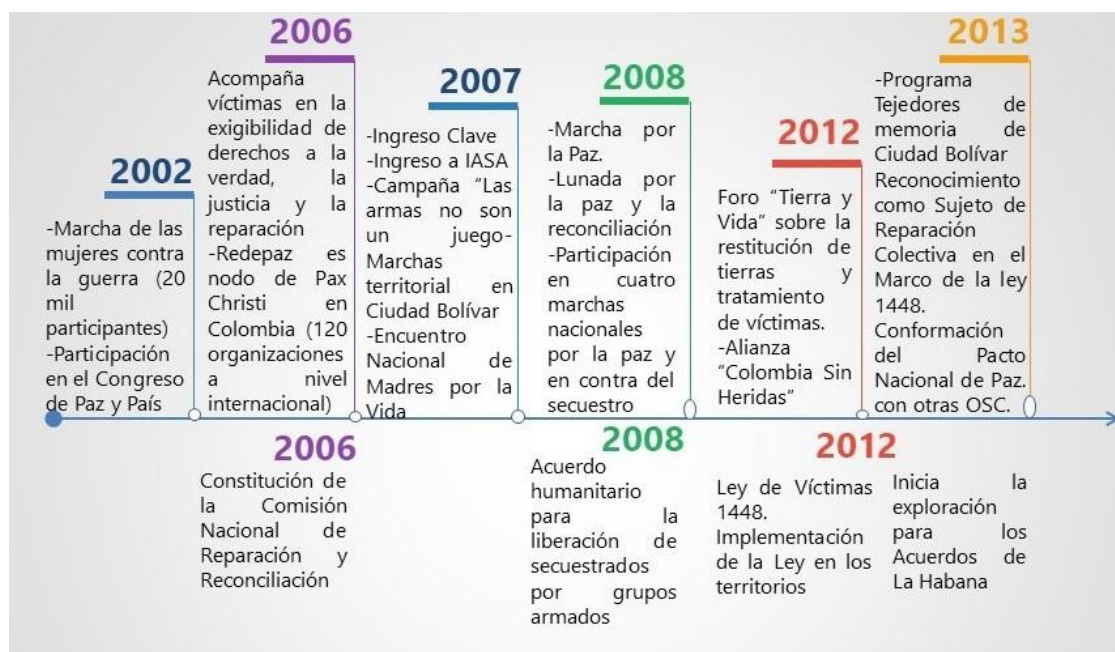 2002
-Marcha de las
mujeres contra
la guerra (20
mil
participantes)
-Participación
en el Congreso
de Paz y País
2006
Acompaña
víctimas en la
exigibilidad de
derechos a la
verdad, la
justicia y la
reparación
-Redepaz es
nodo de Pax
Christi en
Colombia (120
organizaciones
a nivel
internacional)
2007
-Ingreso Clave
-Ingreso a IASA
-Campaña “Las
armas no son
un juego-
Marchas
territorial en
Ciudad Bolívar
-Encuentro
Nacional de
Madres por la
Vida
2008
-Marcha por
la Paz.
-Lunada por
la paz y la
reconciliación
-Participación
en cuatro
marchas
nacionales
por la paz y
en contra del
secuestro
2012
Foro “Tierra y
Vida” sobre la
restitución de
tierras y
tratamiento
de víctimas.
-Alianza
“Colombia Sin
Heridas”
2013
-Programa
Tejedores de
memoria de
Ciudad Bolívar
Reconocimiento
como Sujeto de
Reparación
Colectiva en el
Marco de la ley
1448.
Conformación
del Pacto
Nacional de Paz.
con otras OSC.
2006
Constitución de
la Comisión
Nacional de
Reparación y
Reconciliación
2008
Acuerdo
humanitario
para la
liberación de
secuestrados
por grupos
armados
2012
Ley de Víctimas
1448.
Implementación
de la Ley en los
territorios
Inicia la
exploración
para los
Acuerdos de
La Habana